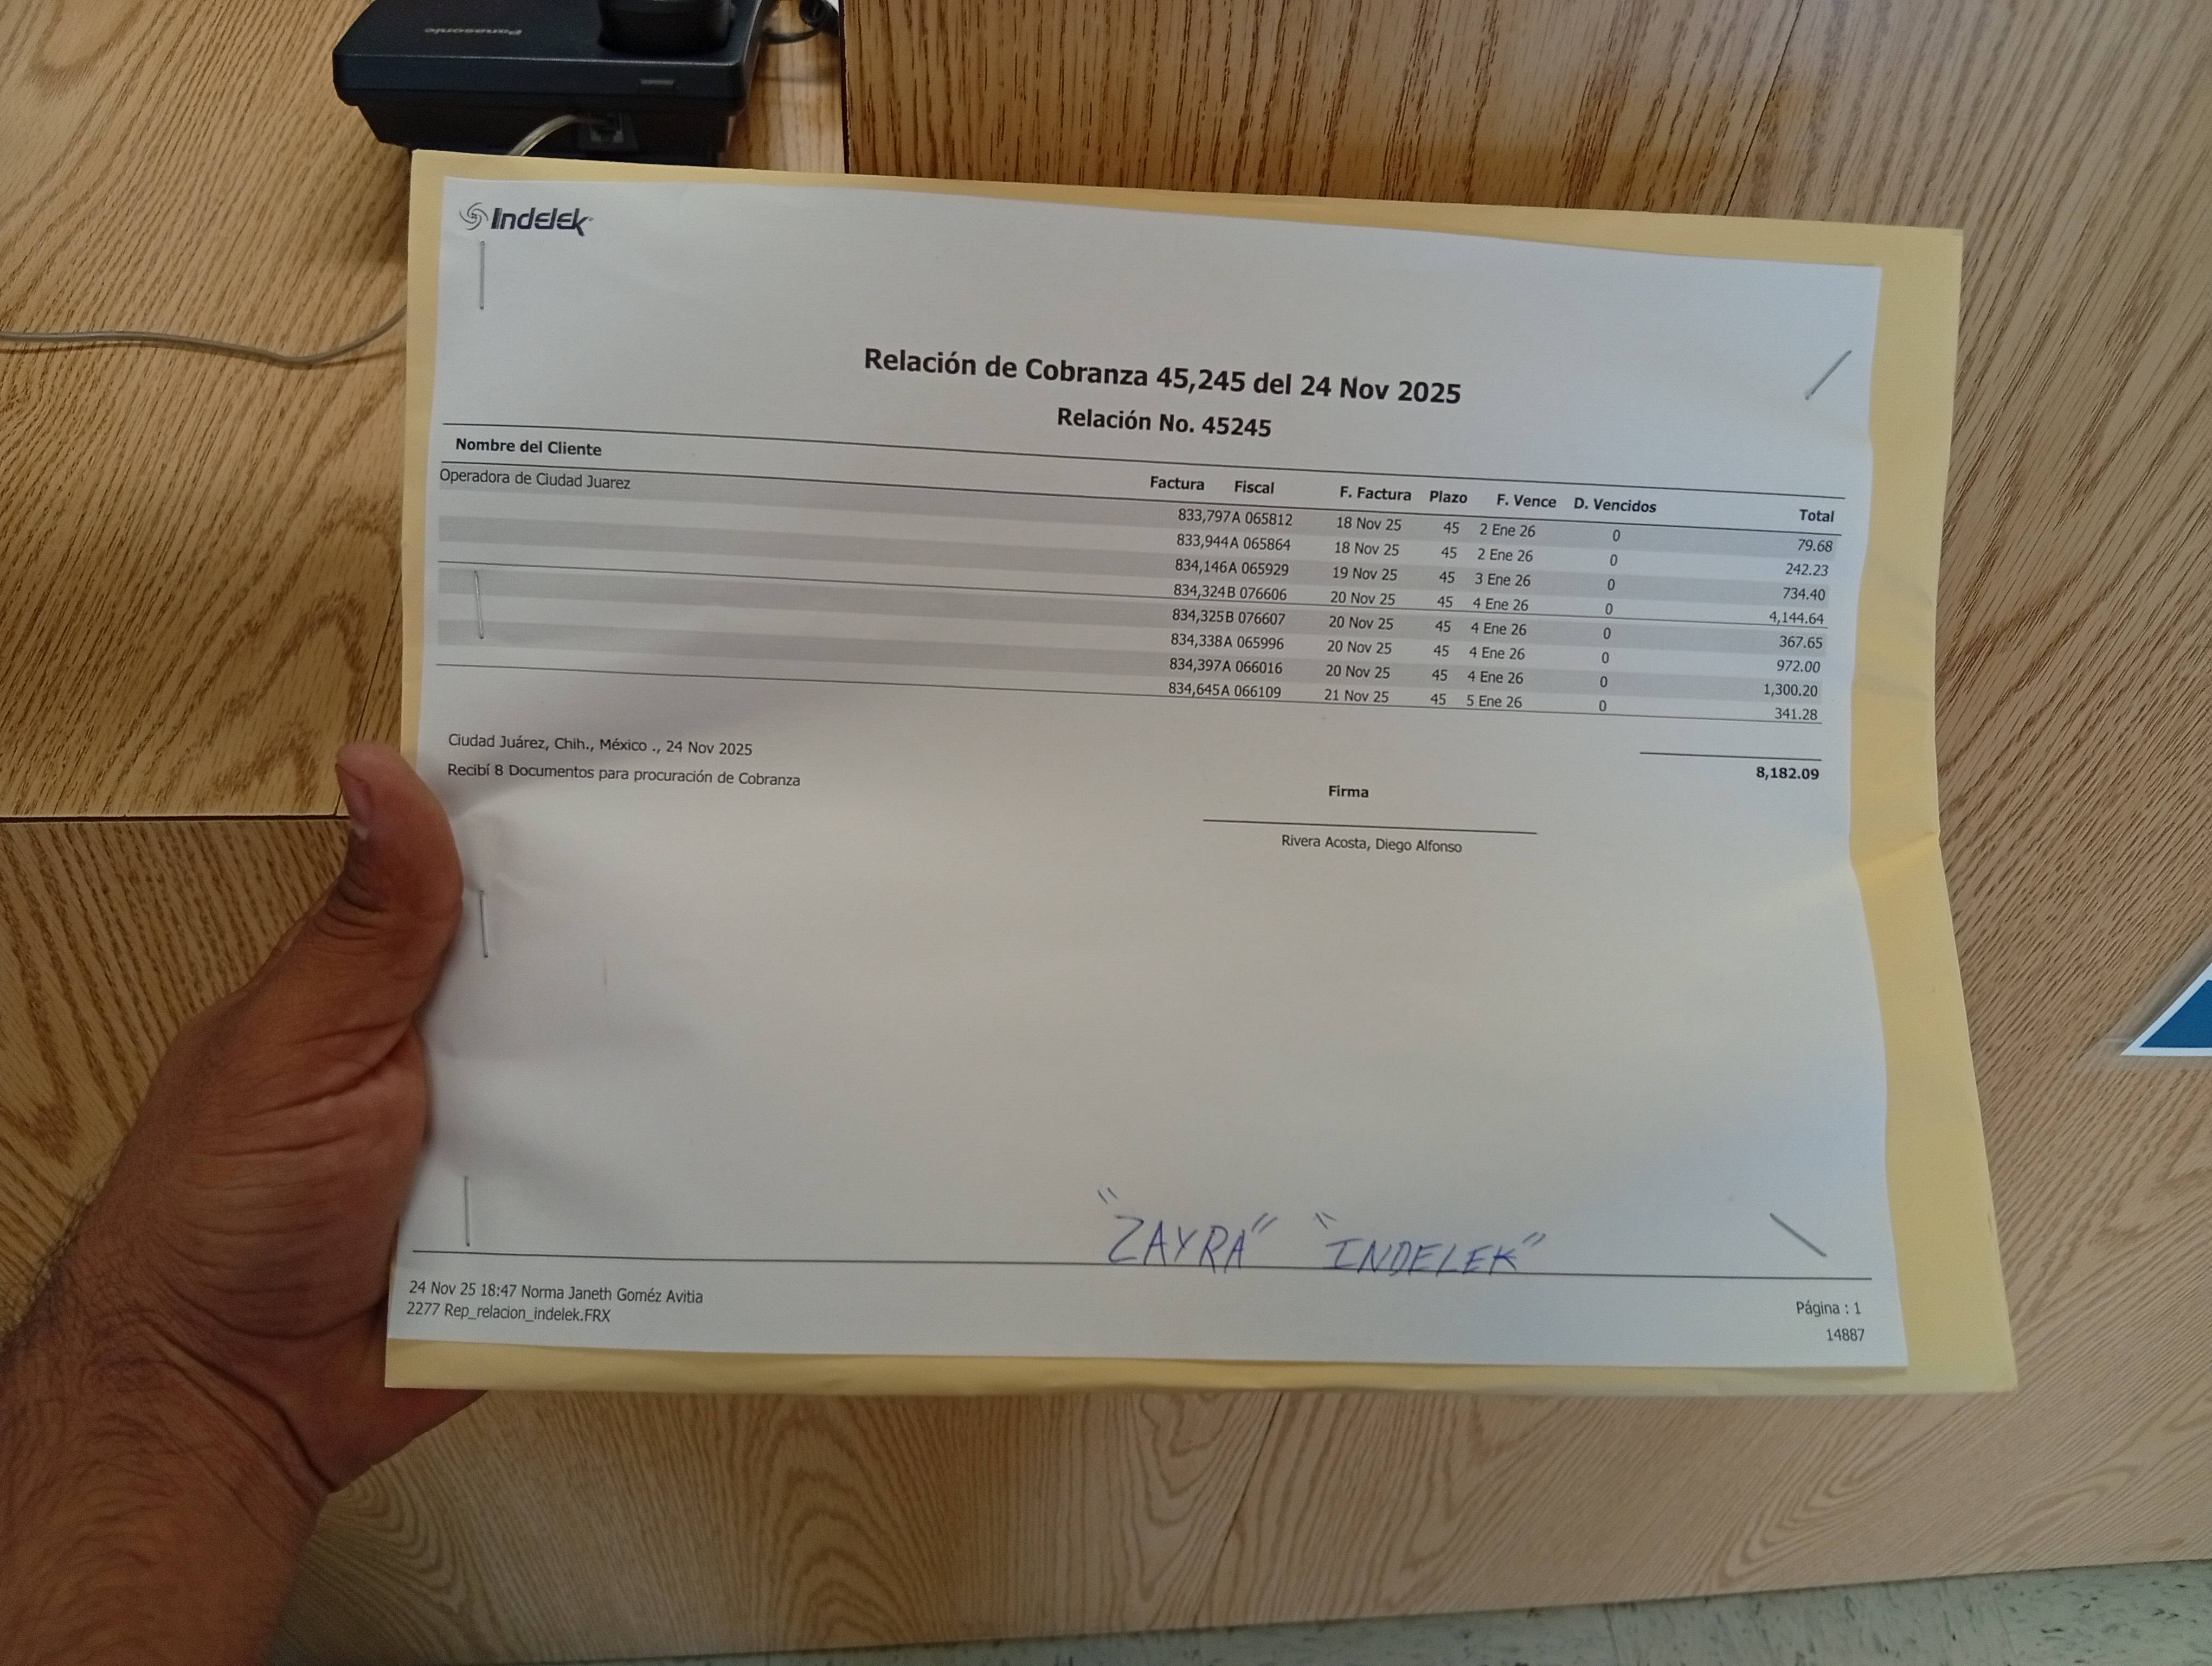 Panasonic
Indelek
Relación de Cobranza 45,245 del 24 Nov 2025
Relación No. 45245
Nombre del Cliente Factura Fiscal F. Factura Plazo F. Vence D. Vencidos Total
Operadora de Ciudad Juarez
833,797A 065812 18 Nov 25 45 2 Ene 26 0 79.68
833,944A 065864 18 Nov 25 45 2 Ene 26 0 242.23
834,146A 065929 19 Nov 25 45 3 Ene 26 0 734.40
834,324B 076606 20 Nov 25 45 4 Ene 26 0 4,144.64
834,325B 076607 20 Nov 25 45 4 Ene 26 0 367.65
834,338A 065996 20 Nov 25 45 4 Ene 26 0 972.00
834,397A 066016 20 Nov 25 45 4 Ene 26 0 1,300.20
834,645A 066109 21 Nov 25 45 5 Ene 26 0 341.28
8,182.09
Ciudad Juárez, Chih., México ., 24 Nov 2025
Recibí 8 Documentos para procuración de Cobranza
Firma
Rivera Acosta, Diego Alfonso
"ZAYRA" "INDELEK"
24 Nov 25 18:47 Norma Janeth Goméz Avitia
2277 Rep_relacion_indelek.FRX
Página : 1
14887